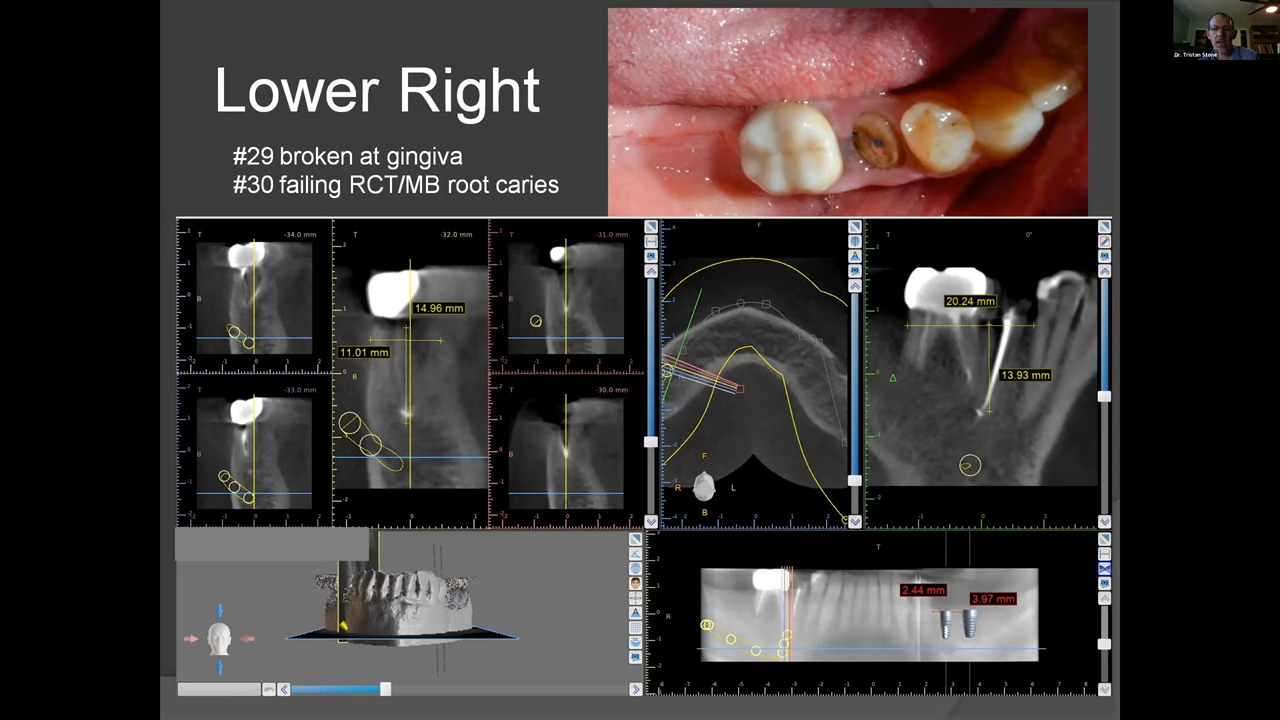 Dr. Tristan Stone
Lower Right
#29 broken at gingiva
#30 failing RCT/MB root caries
T -34.0 mm
B
T -32.0 mm
14.96 mm
11.01 mm
B
-31.0 mm
B
T -33.0 mm
B
T -30.0 mm
B
F
F
R L
B
T 0°
20.24 mm
13.93 mm
T
R
2.44 mm
3.97 mm